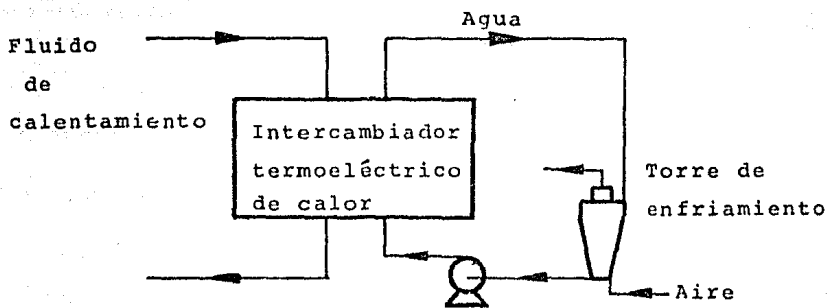 Agua
Fluido
de
calentamiento
Intercambiador
termoeléctrico
de calor
Torre de
enfriamiento
Aire